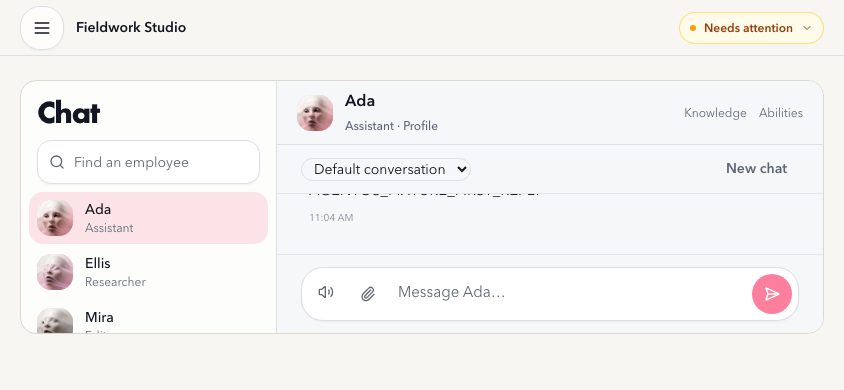 Fieldwork Studio
Needs attention
Chat
Find an employee
Ada
Assistant
Ellis
Researcher
Mira
Ada
Assistant · Profile
Knowledge
Abilities
Default conversation
New chat
11:04 AM
Message Ada…